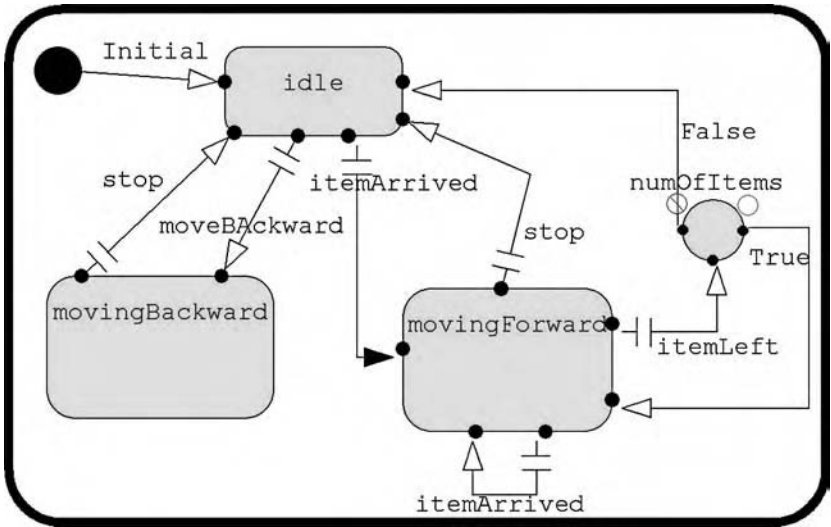 Initial
idle
False
stop
itemArrived
numOfItems
moveBAckward
stop
True
movingBackward
movingForward
itemLeft
itemArrived